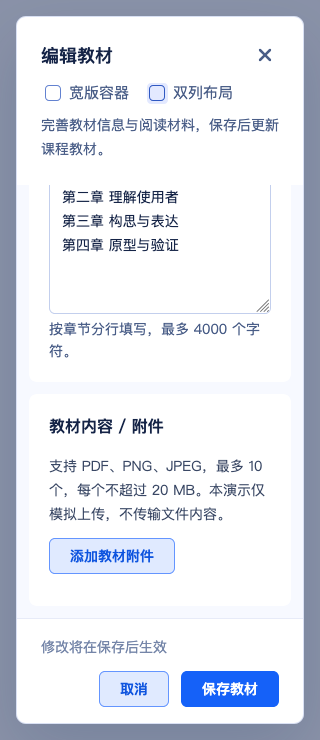 编辑教材
宽版容器 双列布局
完善教材信息与阅读材料，保存后更新
课程教材。
第二章 理解使用者
第三章 构思与表达
第四章 原型与验证
按章节分行填写，最多 4000 个字
符。
教材内容 / 附件
支持 PDF、PNG、JPEG，最多 10
个，每个不超过 20 MB。本演示仅
模拟上传，不传输文件内容。
添加教材附件
修改将在保存后生效
取消 保存教材